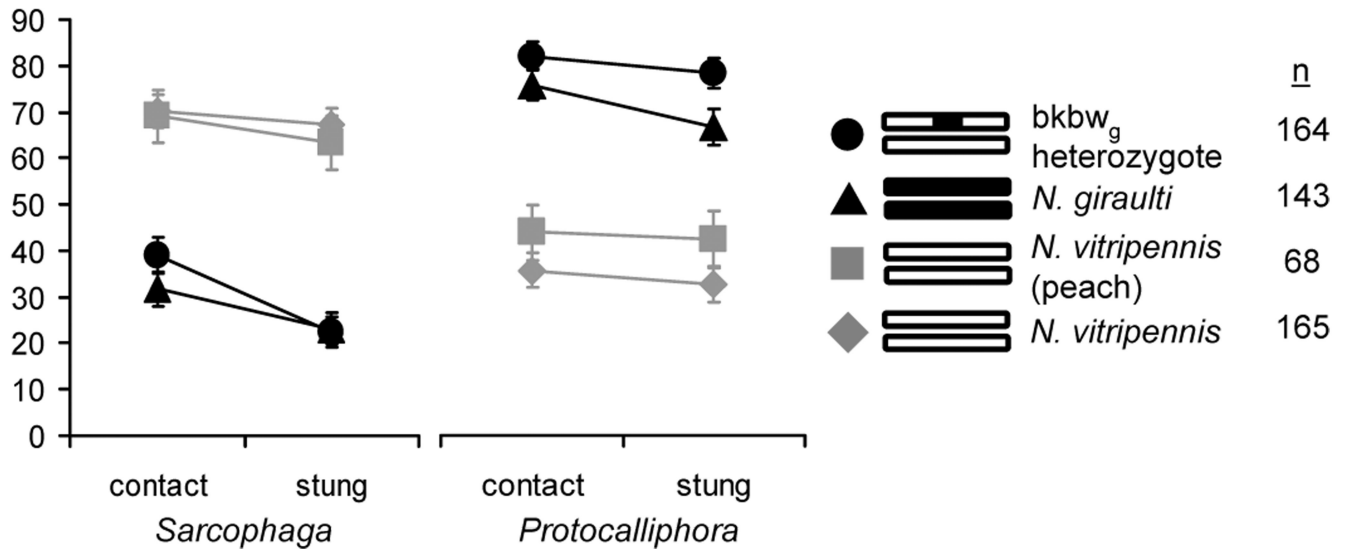 90
80
70
60
50
40
30
20
10
0
contact stung contact stung
Sarcophaga Protocalliphora
n
bkbwg heterozygote 164
N. giraulti 143
N. vitripennis (peach) 68
N. vitripennis 165